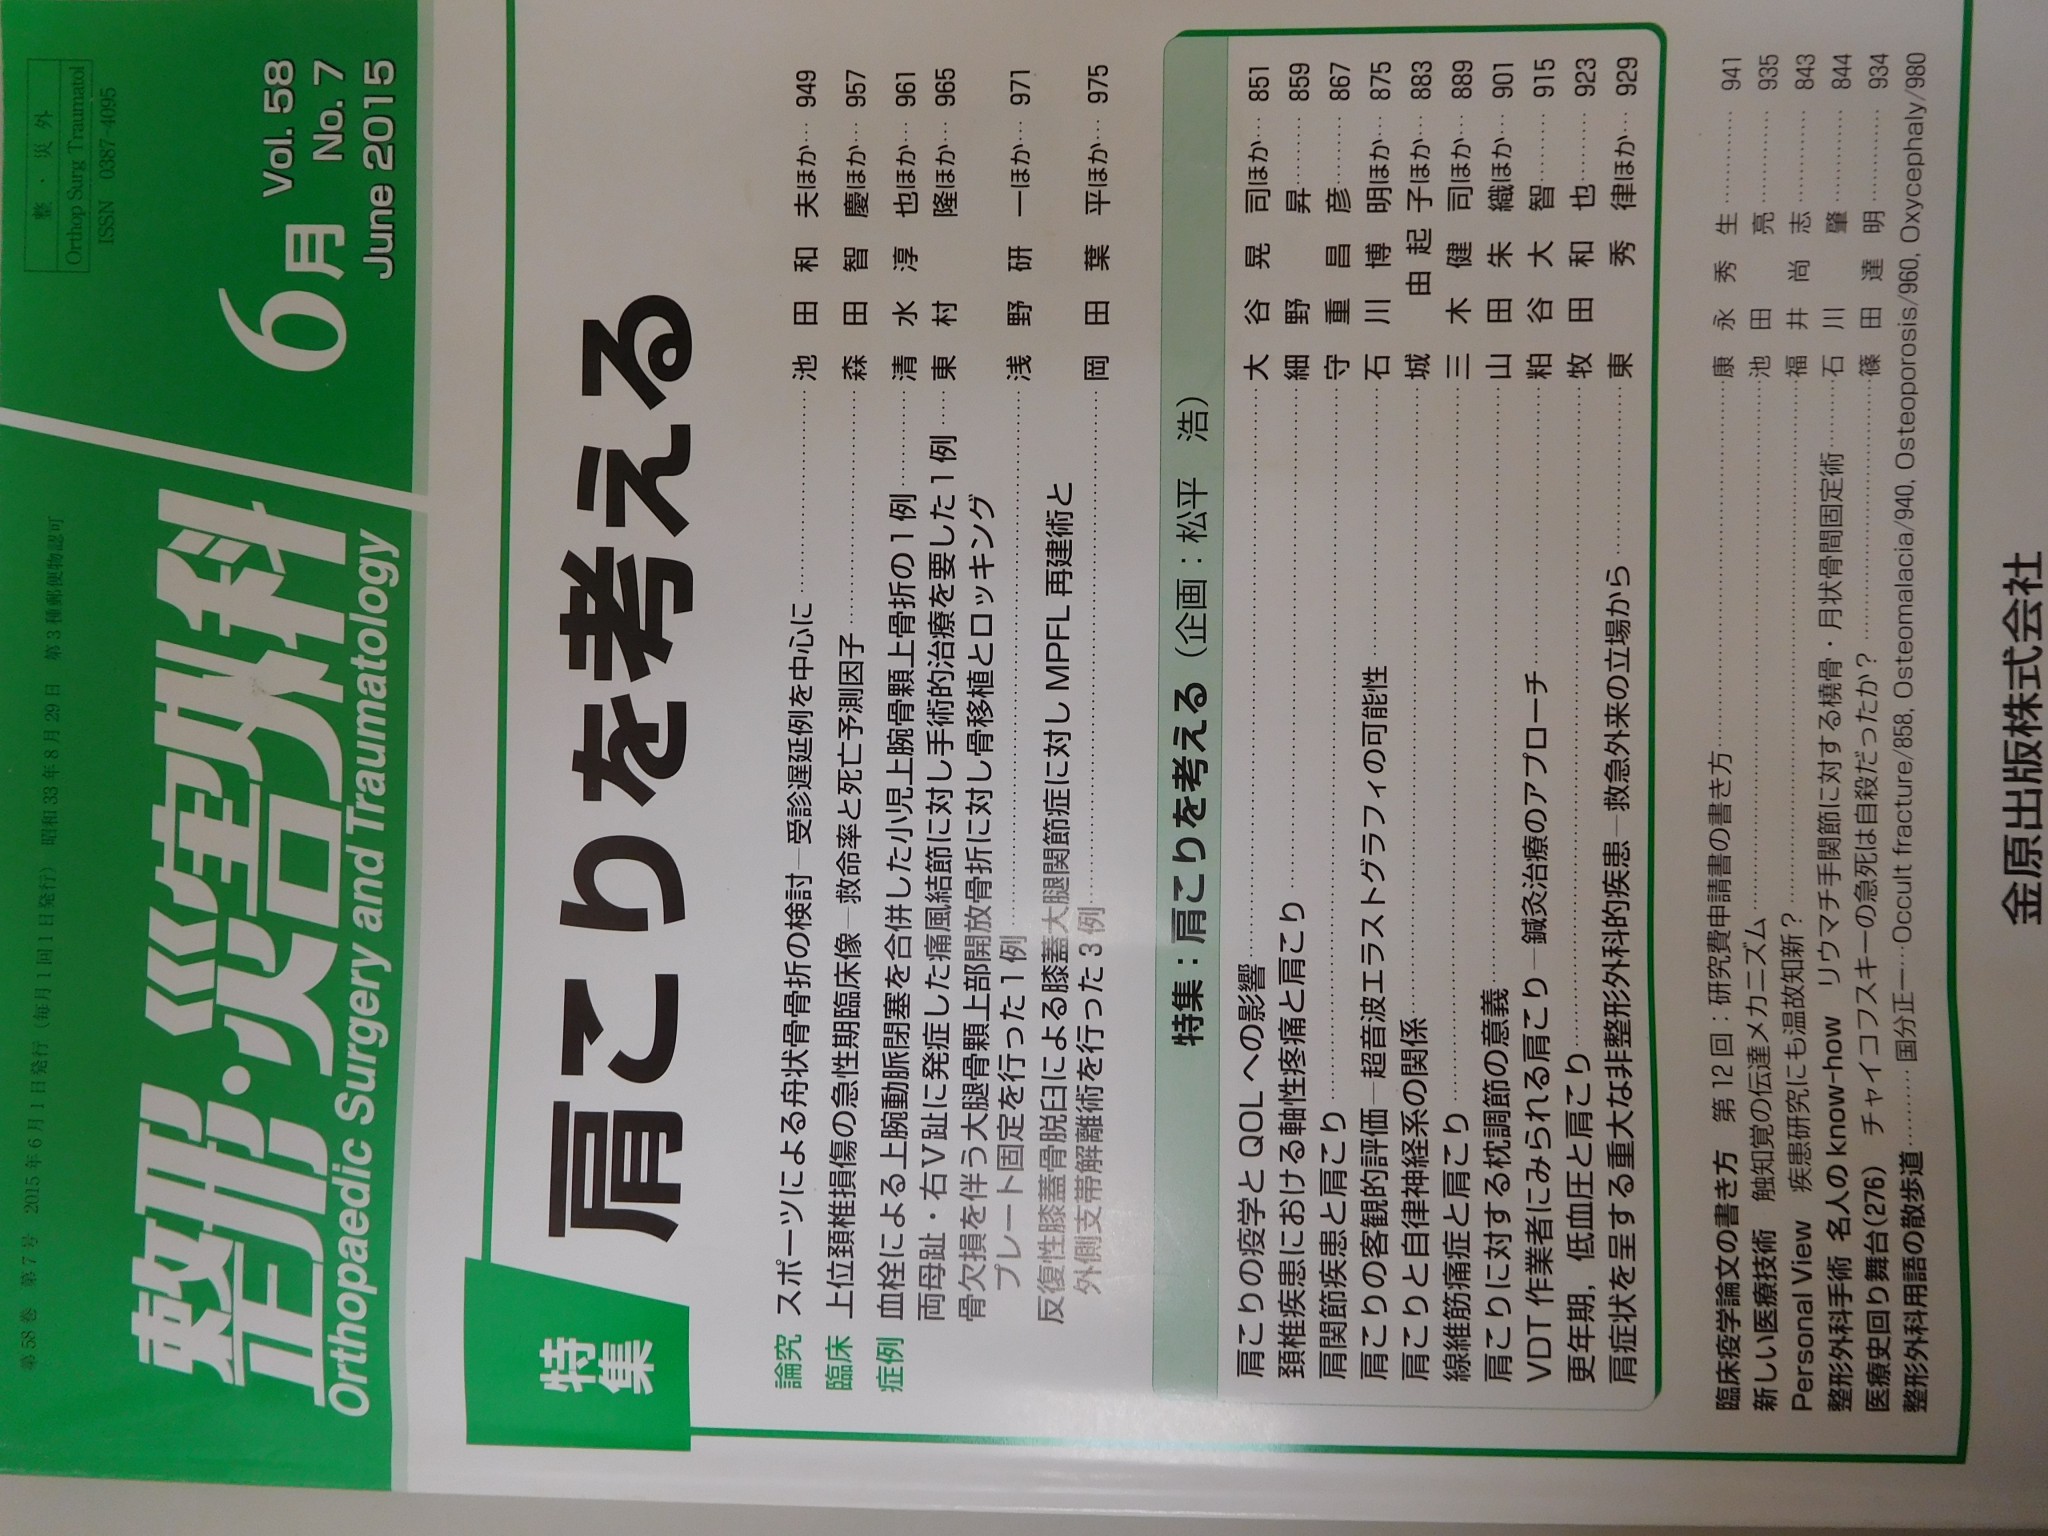 第58巻 第7号 2015年6月1日発行（毎月1回1日発行） 昭和33年8月29日 第3種郵便物認可
整・災外
Orthop Surg Traumatol
ISSN 0387-4095
整形・災害外科
Orthopaedic Surgery and Traumatology
6月
Vol. 58
No. 7
June 2015
特集
肩こりを考える
論究 スポーツによる舟状骨骨折の検討―受診遅延例を中心に…池田和夫ほか…949
臨床 上位頚椎損傷の急性期臨床像―救命率と死亡予測因子…森田智慶ほか…957
症例 血栓による上腕動脈閉塞を合併した小児上腕骨顆上骨折の1例…清水淳也ほか…961
両母趾・右V趾に発症した痛風結節に対し手術的治療を要した1例…東村隆ほか…965
骨欠損を伴う大腿骨顆上部開放骨折に対し骨移植とロッキング
プレート固定を行った1例…浅野研一ほか…971
反復性膝蓋骨脱臼による膝蓋大腿関節症に対しMPFL再建術と
外側支帯解離術を行った3例…岡田葉平ほか…975
特集：肩こりを考える（企画：松平 浩）
肩こりの疫学とQOLへの影響…大谷晃司ほか…851
頚椎疾患における軸性疼痛と肩こり…細野昇…859
肩関節疾患と肩こり…守重昌彦…867
肩こりの客観的評価―超音波エラストグラフィの可能性…石川博明ほか…875
肩こりと自律神経系の関係…城由起子ほか…883
線維筋痛症と肩こり…三木健司ほか…889
肩こりに対する枕調節の意義…山田朱織ほか…901
VDT作業者にみられる肩こり―鍼灸治療のアプローチ…粕谷大智…915
更年期，低血圧と肩こり…牧田和也…923
肩症状を呈する重大な非整形外科的疾患―救急外来の立場から…東秀律ほか…929
臨床疫学論文の書き方 第12回：研究費申請書の書き方…康永秀生…941
新しい医療技術 触知覚の伝達メカニズム…池田亮…935
Personal View 疾患研究にも温故知新？…福井尚志…843
整形外科手術 名人のknow-how リウマチ手関節に対する橈骨・月状骨間固定術…石川肇…844
医療史回り舞台(276) チャイコフスキーの急死は自殺だったか？…篠田達明…934
整形外科用語の散歩道…国分正一…Occult fracture/858, Osteomalacia/940, Osteoporosis/960, Oxycephaly/980
金原出版株式会社